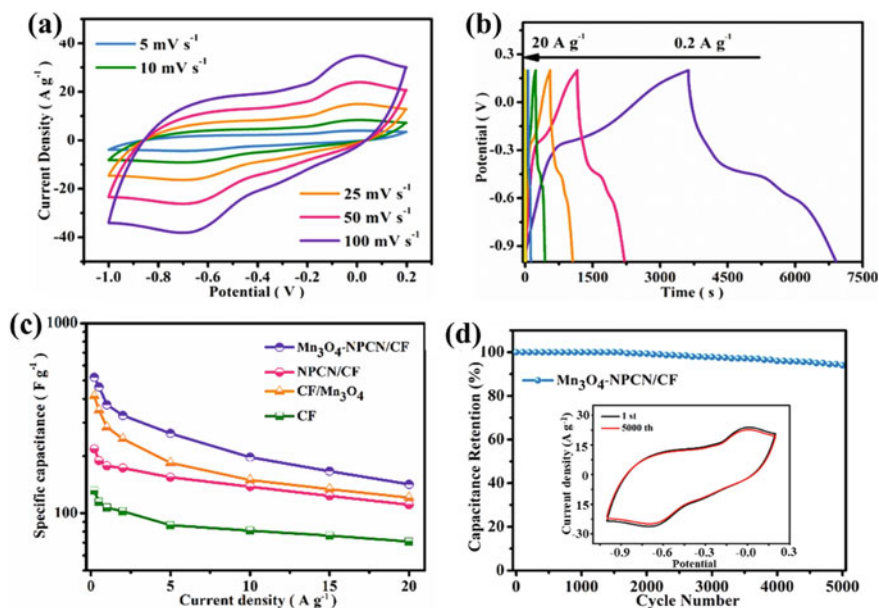 (a)
40
20
0
-20
-40
Current Density ( A g-1)
5 mV s-1
10 mV s-1
25 mV s-1
50 mV s-1
100 mV s-1
-1.0 -0.8 -0.6 -0.4 -0.2 0.0 0.2
Potential ( V )
(b)
0.3
0.0
-0.3
-0.6
-0.9
Potential ( V )
20 A g-1 0.2 A g-1
0 1500 3000 4500 6000 7500
Time ( s )
(c)
1000
100
Specific capacitance ( F g-1)
Mn3O4-NPCN/CF
NPCN/CF
CF/Mn3O4
CF
0 5 10 15 20
Current density ( A g-1)
(d)
120
100
80
60
40
20
0
Capacitance Retention (%)
Mn3O4-NPCN/CF
30
15
0
15
-30
Current density ( A g-1)
1 st
5000 th
-0.9 -0.6 -0.3 -0.0 0.3
Potential
0 1000 2000 3000 4000 5000
Cycle Number